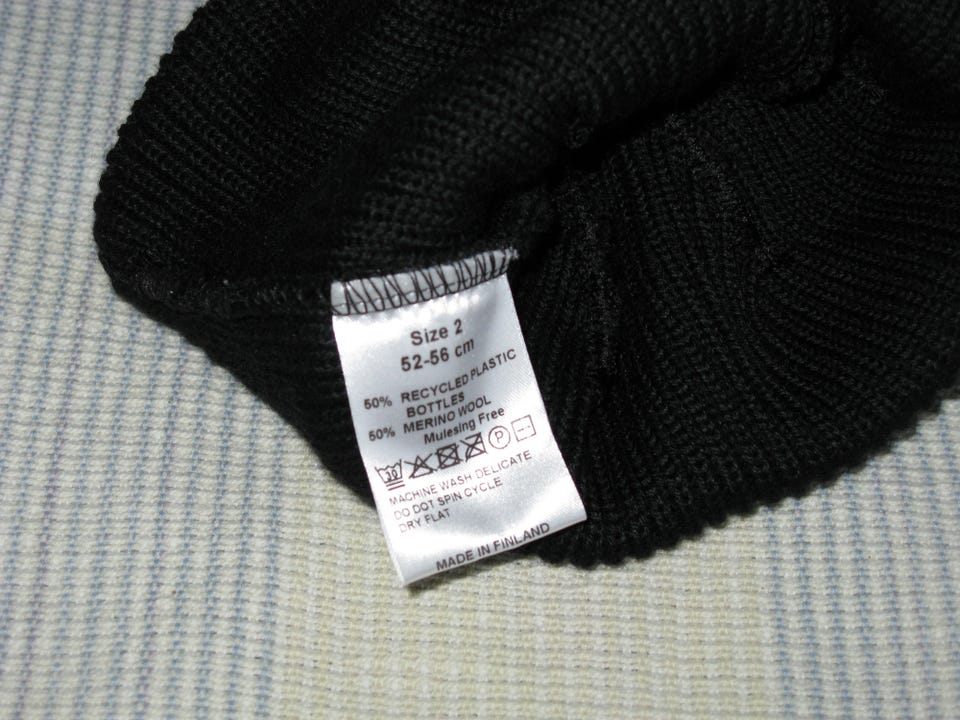 Size 2
52-56 cm
50% RECYCLED PLASTIC
BOTTLES
50% MERINO WOOL
Mulesing Free
30 P
MACHINE WASH DELICATE
DO DOT SPIN CYCLE
DRY FLAT
MADE IN FINLAND